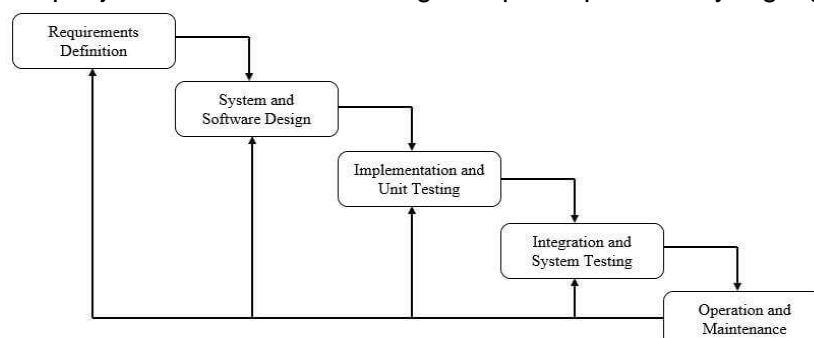 Requirements
Definition
System and
Software Design
Implementation and
Unit Testing
Integration and
System Testing
Operation and
Maintenance